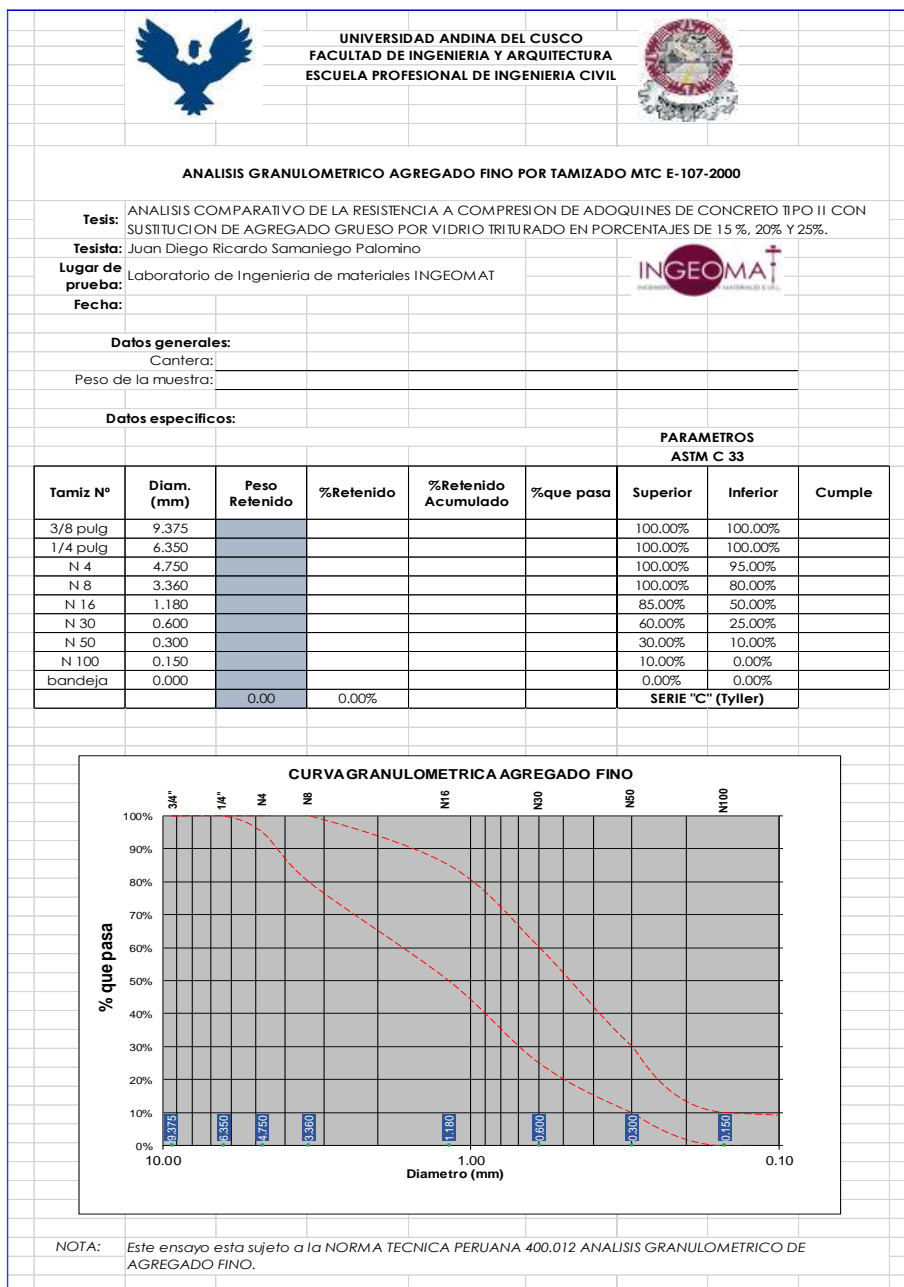 UNIVERSIDAD ANDINA DEL CUSCO
FACULTAD DE INGENIERIA Y ARQUITECTURA
ESCUELA PROFESIONAL DE INGENIERIA CIVIL
ANALISIS GRANULOMETRICO AGREGADO FINO POR TAMIZADO MTC E-107-2000
Tesis: ANALISIS COMPARATIVO DE LA RESISTENCIA A COMPRESION DE ADOQUINES DE CONCRETO TIPO II CON
SUSTITUCION DE AGREGADO GRUESO POR VIDRIO TRITURADO EN PORCENTAJES DE 15 %, 20% Y 25%.
Tesista: Juan Diego Ricardo Samaniego Palomino
Lugar de prueba: Laboratorio de Ingenieria de materiales INGEOMAT
INGEOMAT
Fecha:
Datos generales:
Cantera:
Peso de la muestra:
Datos especificos:
PARAMETROS
ASTM C 33
Tamiz Nº Diam. (mm) Peso Retenido %Retenido %Retenido Acumulado %que pasa Superior Inferior Cumple
3/8 pulg 9.375 100.00% 100.00%
1/4 pulg 6.350 100.00% 100.00%
N 4 4.750 100.00% 95.00%
N 8 3.360 100.00% 80.00%
N 16 1.180 85.00% 50.00%
N 30 0.600 60.00% 25.00%
N 50 0.300 30.00% 10.00%
N 100 0.150 10.00% 0.00%
bandeja 0.000 0.00% 0.00%
0.00 0.00% SERIE "C" (Tyller)
CURVA GRANULOMETRICA AGREGADO FINO
3/4" 1/4" N4 N8 N16 N30 N50 N100
100%
90%
80%
70%
60%
50%
40%
30%
20%
10%
0%
% que pasa
9.375 6.350 4.750 3.360 1.180 0.600 0.300 0.150
10.00 1.00 0.10
Diametro (mm)
NOTA: Este ensayo esta sujeto a la NORMA TECNICA PERUANA 400.012 ANALISIS GRANULOMETRICO DE
AGREGADO FINO.